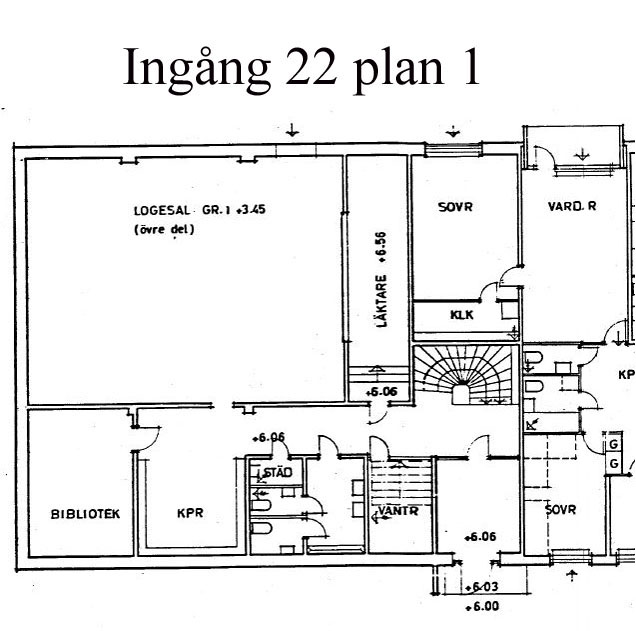 Ingång 22 plan 1
LOGESAL GR.1 +3.45
(övre del)
LÄKTARE +6.56
SOVR
VARD.R
KLK
+6.06
KP
+6.06
G
G
STÄD
BIBLIOTEK
KPR
VÄNTR
+6.06
SOVR
+6.03
+6.00